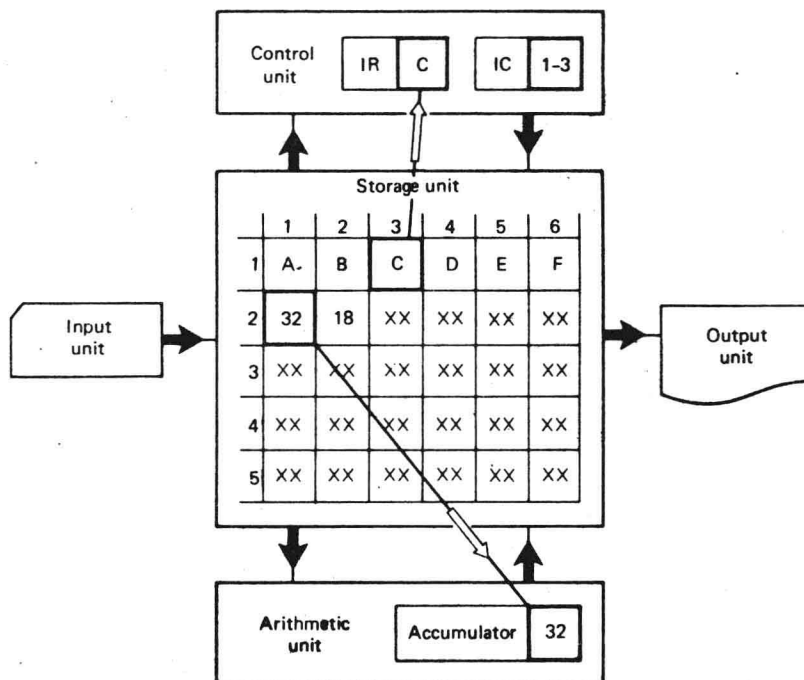 Control unit
IR C
IC 1-3
Storage unit
1 2 3 4 5 6
1 A B C D E F
2 32 18 XX XX XX XX
3 XX XX XX XX XX XX
4 XX XX XX XX XX XX
5 XX XX XX XX XX XX
Input unit
Output unit
Arithmetic unit
Accumulator 32